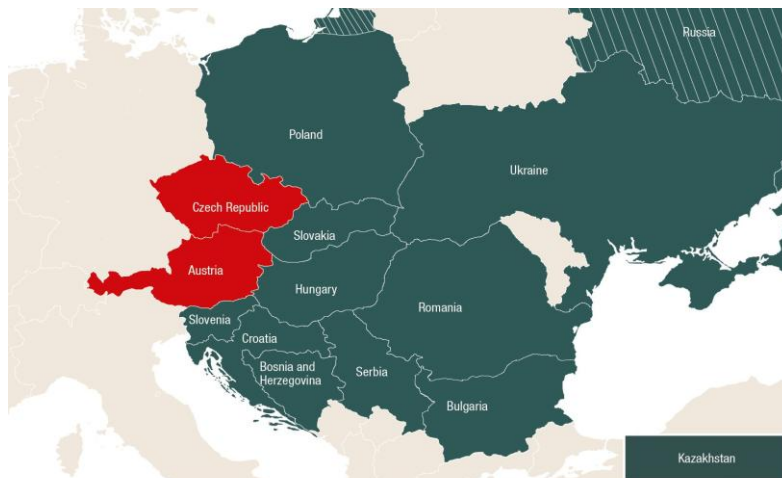 Russia
Poland
Ukraine
Czech Republic
Slovakia
Austria
Hungary
Romania
Slovenia
Croatia
Bosnia and
Herzegovina
Serbia
Bulgaria
Kazakhstan